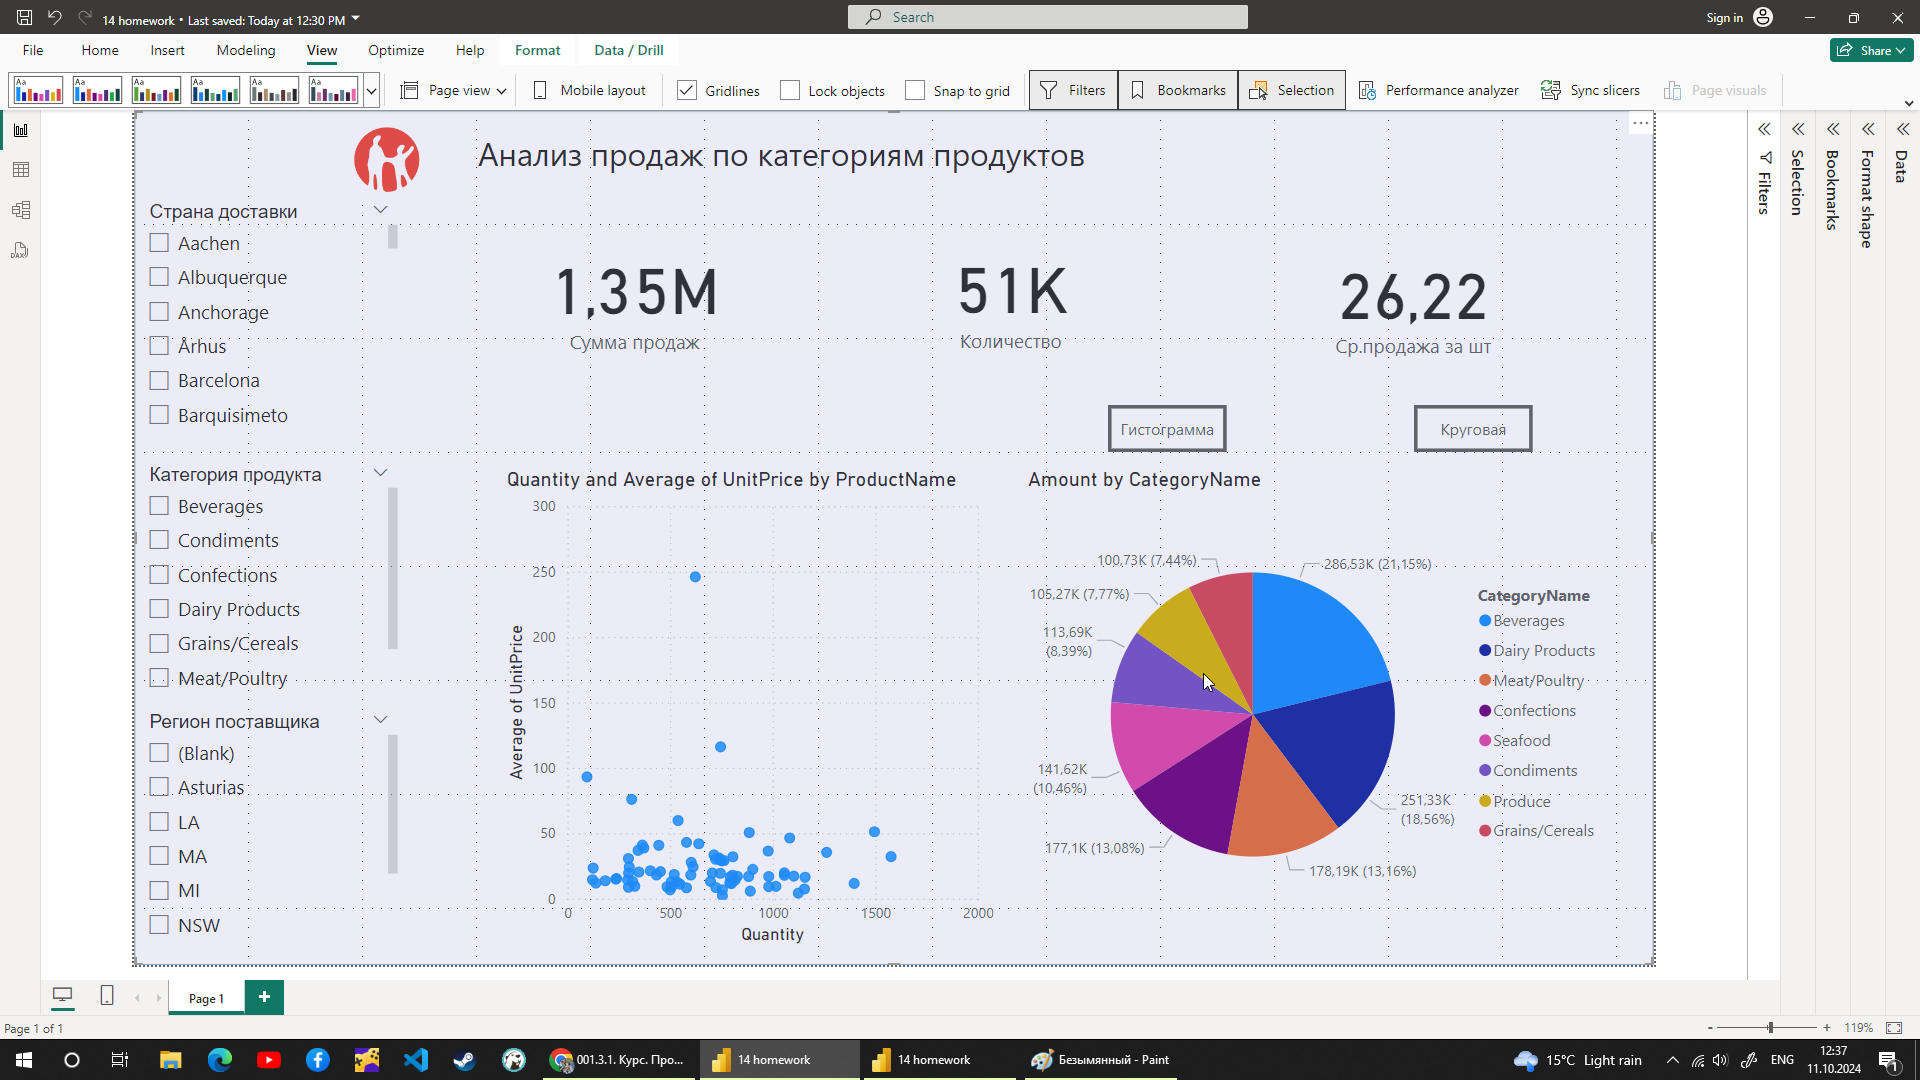 14 homework • Last saved: Today at 12:30 PM
Search
Sign in
File
Home
Insert
Modeling
View
Optimize
Help
Format
Data / Drill
Share
Aa
Aa
Aa
Aa
Aa
Aa
Page view
Mobile layout
Gridlines
Lock objects
Snap to grid
Filters
Bookmarks
Selection
Performance analyzer
Sync slicers
Page visuals
Анализ продаж по категориям продуктов
Страна доставки
Aachen
Albuquerque
Anchorage
Århus
Barcelona
Barquisimeto
1,35M
Сумма продаж
51K
Количество
26,22
Ср.продажа за шт
Гистограмма
Круговая
Категория продукта
Beverages
Condiments
Confections
Dairy Products
Grains/Cereals
Meat/Poultry
Регион поставщика
(Blank)
Asturias
LA
MA
MI
NSW
Quantity and Average of UnitPrice by ProductName
300
250
200
150
100
50
0
Average of UnitPrice
0
500
1000
1500
2000
Quantity
Amount by CategoryName
100,73K (7,44%)
286,53K (21,15%)
105,27K (7,77%)
113,69K
(8,39%)
141,62K
(10,46%)
251,33K
(18,56%)
177,1K (13,08%)
178,19K (13,16%)
CategoryName
Beverages
Dairy Products
Meat/Poultry
Confections
Seafood
Condiments
Produce
Grains/Cereals
Filters
Selection
Bookmarks
Format shape
Data
DAX
Page 1
Page 1 of 1
119%
001.3.1. Курс. Про...
14 homework
14 homework
Безымянный - Paint
15°C Light rain
ENG
12:37
11.10.2024
1